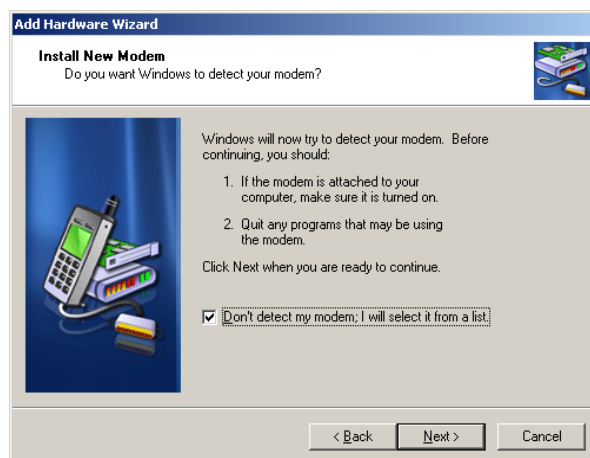 Add Hardware Wizard
Install New Modem
Do you want Windows to detect your modem?
Windows will now try to detect your modem. Before
continuing, you should:
1. If the modem is attached to your
computer, make sure it is turned on.
2. Quit any programs that may be using
the modem.
Click Next when you are ready to continue.
Don't detect my modem; I will select it from a list.
< Back
Next >
Cancel